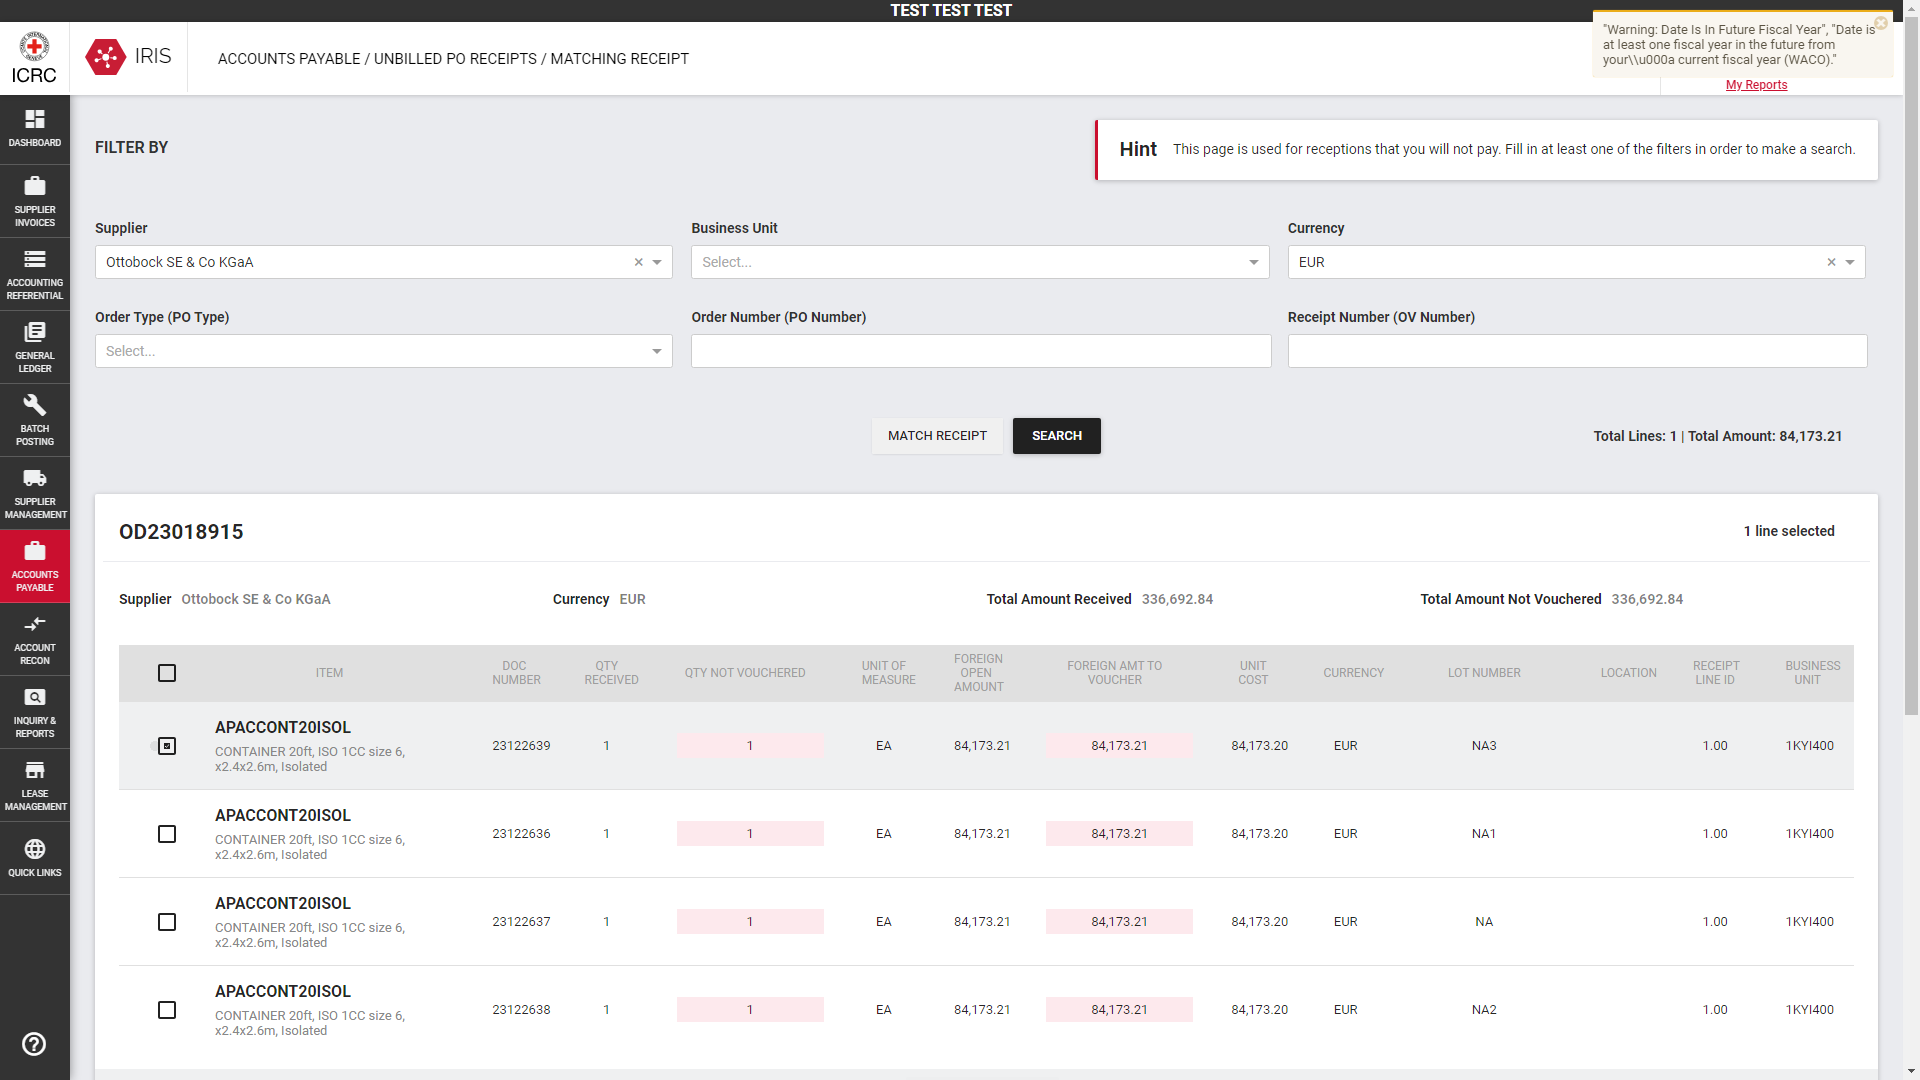 TEST TEST TEST
ICRC
IRIS
ACCOUNTS PAYABLE / UNBILLED PO RECEIPTS / MATCHING RECEIPT
"Warning: Date Is In Future Fiscal Year", "Date is
at least one fiscal year in the future from
your\\u000a current fiscal year (WACO)."
My Reports
DASHBOARD
SUPPLIER
INVOICES
ACCOUNTING
REFERENTIAL
GENERAL
LEDGER
BATCH
POSTING
SUPPLIER
MANAGEMENT
ACCOUNTS
PAYABLE
ACCOUNT
RECON
INQUIRY &
REPORTS
LEASE
MANAGEMENT
QUICK LINKS
FILTER BY
Hint This page is used for receptions that you will not pay. Fill in at least one of the filters in order to make a search.
Supplier Business Unit Currency
Ottobock SE & Co KGaA Select... EUR
Order Type (PO Type) Order Number (PO Number) Receipt Number (OV Number)
Select...
MATCH RECEIPT SEARCH Total Lines: 1 | Total Amount: 84,173.21
OD23018915 1 line selected
Supplier Ottobock SE & Co KGaA Currency EUR Total Amount Received 336,692.84 Total Amount Not Vouchered 336,692.84
ITEM DOC NUMBER QTY RECEIVED QTY NOT VOUCHERED UNIT OF MEASURE FOREIGN OPEN AMOUNT FOREIGN AMT TO VOUCHER UNIT COST CURRENCY LOT NUMBER LOCATION RECEIPT LINE ID BUSINESS UNIT
APACCONT20ISOL
CONTAINER 20ft, ISO 1CC size 6,
x2.4x2.6m, Isolated
23122639 1 1 EA 84,173.21 84,173.21 84,173.20 EUR NA3 1.00 1KYI400
APACCONT20ISOL
CONTAINER 20ft, ISO 1CC size 6,
x2.4x2.6m, Isolated
23122636 1 1 EA 84,173.21 84,173.21 84,173.20 EUR NA1 1.00 1KYI400
APACCONT20ISOL
CONTAINER 20ft, ISO 1CC size 6,
x2.4x2.6m, Isolated
23122637 1 1 EA 84,173.21 84,173.21 84,173.20 EUR NA 1.00 1KYI400
APACCONT20ISOL
CONTAINER 20ft, ISO 1CC size 6,
x2.4x2.6m, Isolated
23122638 1 1 EA 84,173.21 84,173.21 84,173.20 EUR NA2 1.00 1KYI400